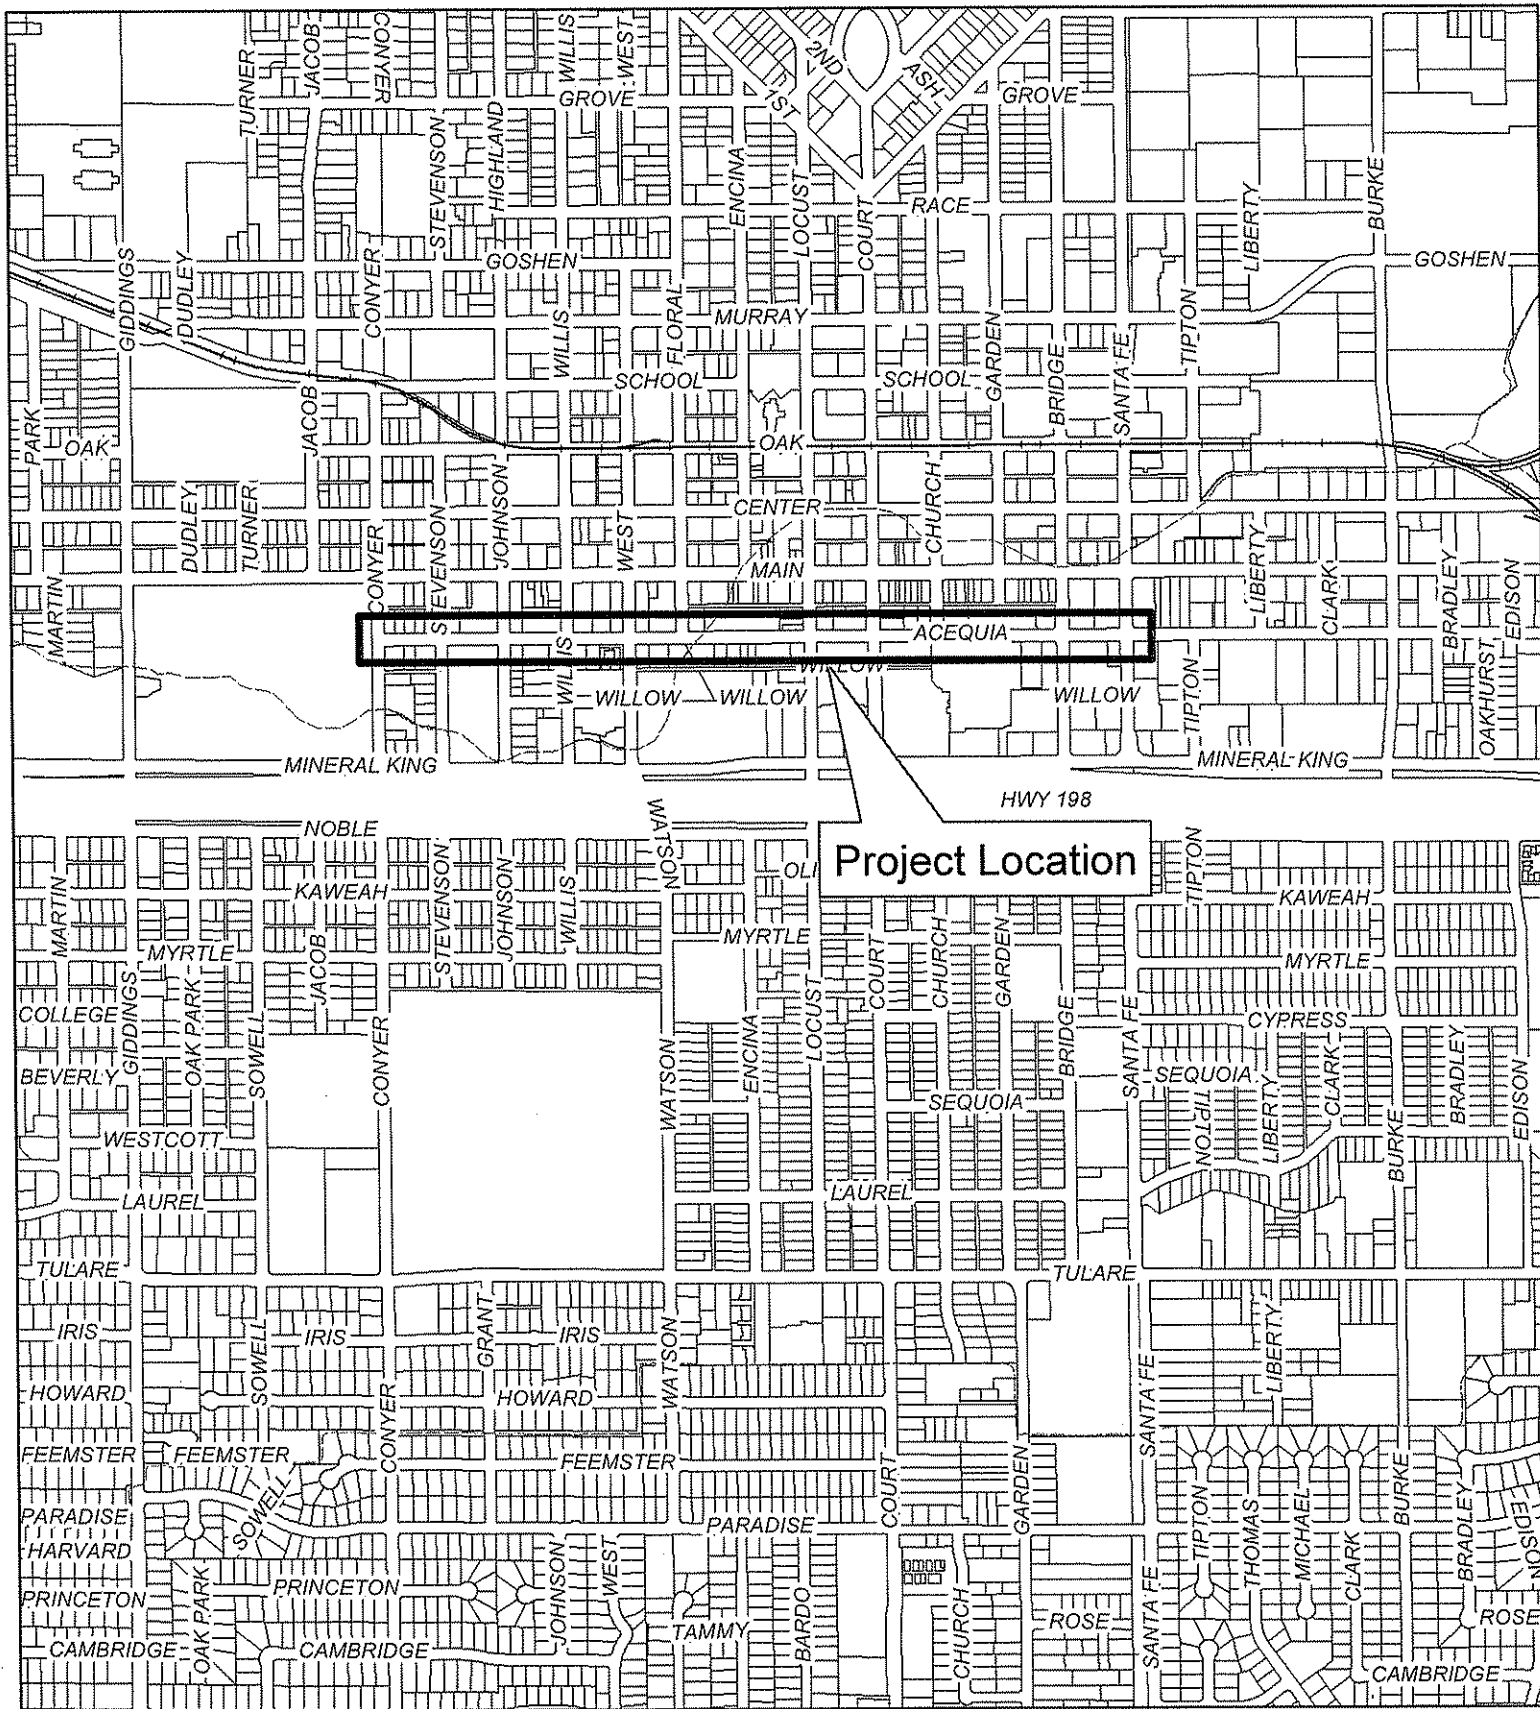 TURNER
JACOB
CONYER
WILLIS
WEST
2ND
ASH
1ST
GROVE
GROVE
STEVENSON
HIGHLAND
ENCINA
LOCUST
COURT
RACE
LIBERTY
BURKE
GIDDINGS
DUDLEY
CONYER
GOSHEN
GOSHEN
WILLIS
FLORAL
MURRAY
GARDEN
BRIDGE
SANTA FE
TIPTON
SCHOOL
SCHOOL
PARK
OAK
JACOB
OAK
JOHNSON
CENTER
CHURCH
DUDLEY
TURNER
CONYER
STEVENSON
WEST
MAIN
LIBERTY
CLARK
BRADLEY
EDISON
MARTIN
ACEQUIA
WILLIS
WILLOW
WILLOW
WILLOW
WILLOW
TIPTON
OAKHURST
MINERAL KING
MINERAL KING
HWY 198
NOBLE
WATSON
Project Location
OLI
TIPTON
MARTIN
KAWEAH
STEVENSON
JOHNSON
WILLIS
KAWEAH
MYRTLE
JACOB
MYRTLE
COURT
CHURCH
GARDEN
MYRTLE
COLLEGE
GIDDINGS
OAK PARK
SOWELL
CONYER
WATSON
ENCINA
LOCUST
BRIDGE
SANTA FE
CYPRESS
BEVERLY
SEQUOIA
SEQUOIA
TIPTON
LIBERTY
CLARK
BURKE
BRADLEY
EDISON
WESTCOTT
LAUREL
LAUREL
TULARE
TULARE
IRIS
SOWELL
IRIS
GRANT
IRIS
WATSON
LIBERTY
HOWARD
CONYER
HOWARD
SANTA FE
FEEMSTER
FEEMSTER
FEEMSTER
COURT
GARDEN
SOWELL
PARADISE
PARADISE
TIPTON
THOMAS
MICHAEL
CLARK
BURKE
BRADLEY
EDISON
HARVARD
PRINCETON
OAK PARK
PRINCETON
JOHNSON
WEST
TAMMY
BARDO
CHURCH
ROSE
SANTA FE
ROSE
CAMBRIDGE
CAMBRIDGE
CAMBRIDGE